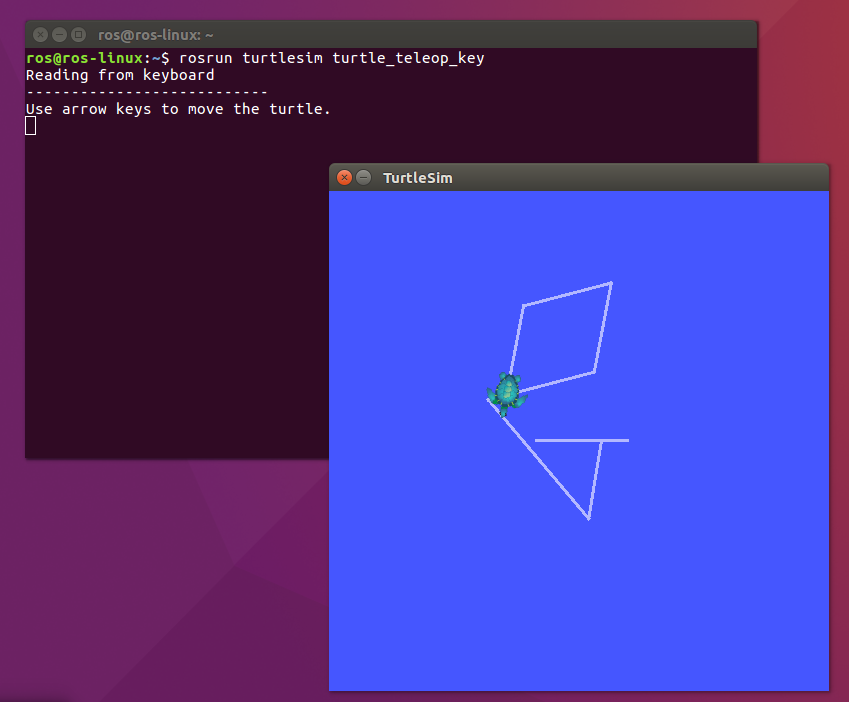 ros@ros-linux: ~
ros@ros-linux:~$ rosrun turtlesim turtle_teleop_key
Reading from keyboard
---------------------------
Use arrow keys to move the turtle.
TurtleSim